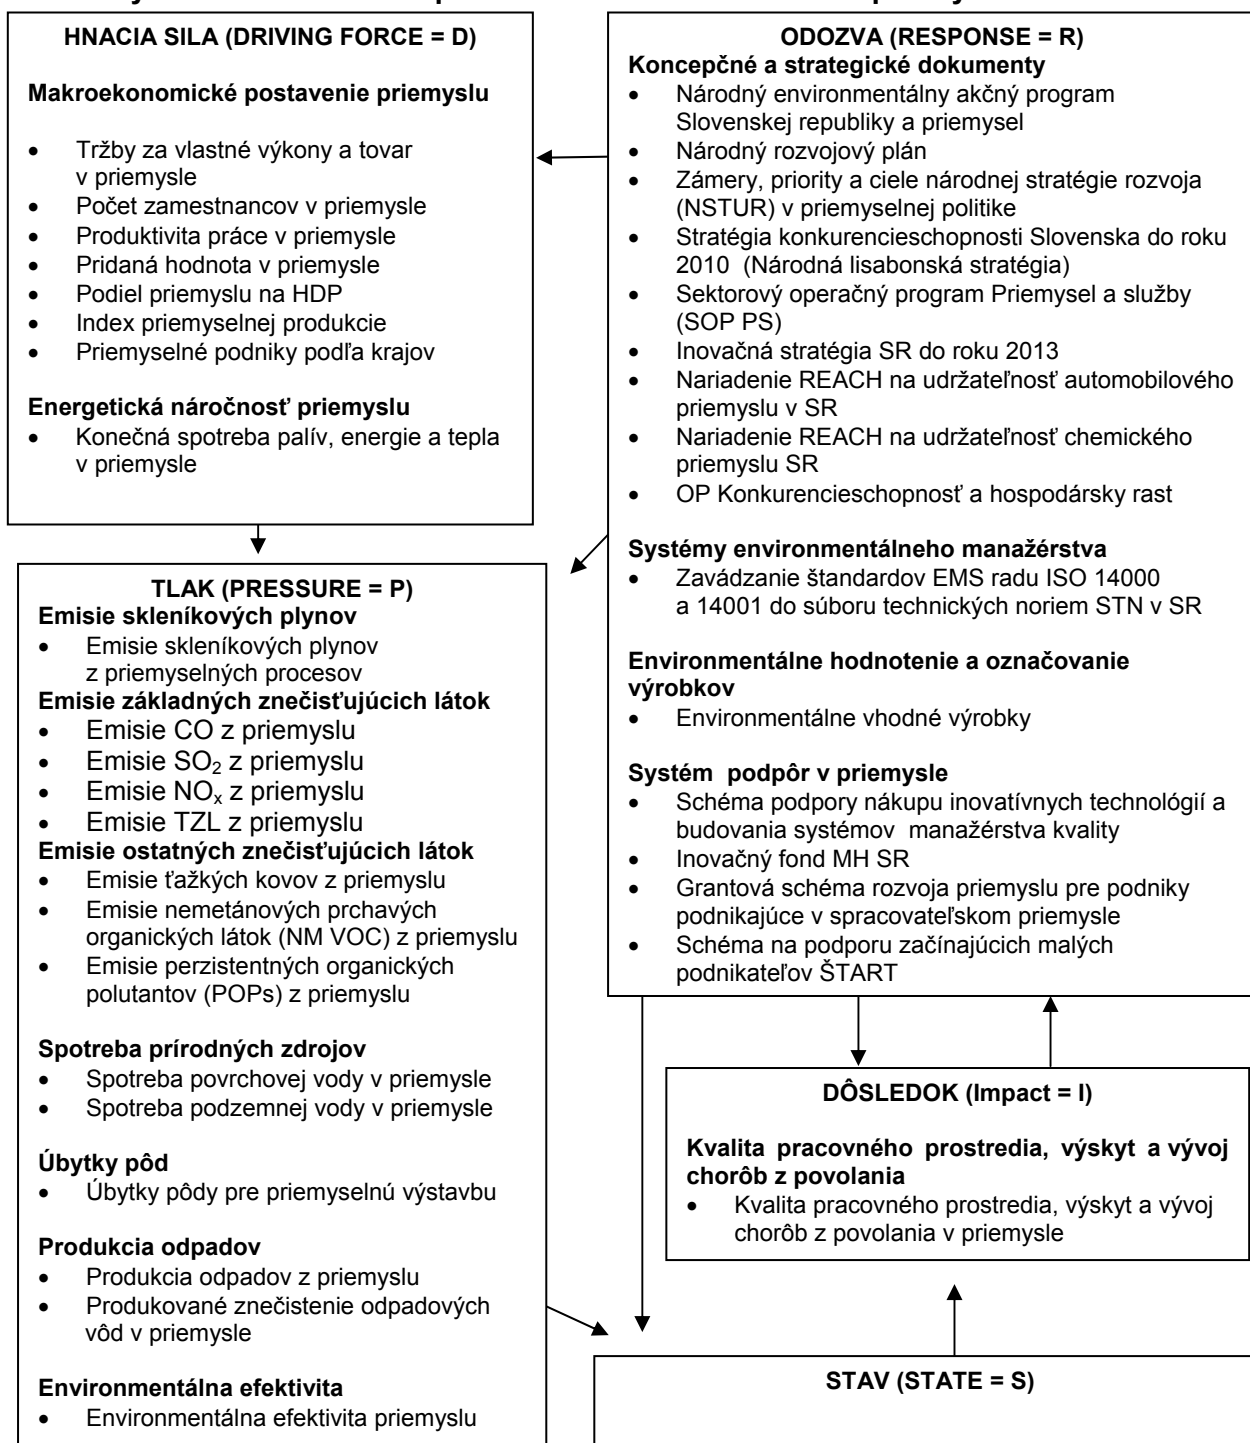 HNACIA SILA (DRIVING FORCE = D)
Makroekonomické postavenie priemyslu
• Tržby za vlastné výkony a tovar
v priemysle
• Počet zamestnancov v priemysle
• Produktivita práce v priemysle
• Pridaná hodnota v priemysle
• Podiel priemyslu na HDP
• Index priemyselnej produkcie
• Priemyselné podniky podľa krajov
Energetická náročnosť priemyslu
• Konečná spotreba palív, energie a tepla
v priemysle
ODOZVA (RESPONSE = R)
Koncepčné a strategické dokumenty
• Národný environmentálny akčný program
Slovenskej republiky a priemysel
• Národný rozvojový plán
• Zámery, priority a ciele národnej stratégie rozvoja
(NSTUR) v priemyselnej politike
• Stratégia konkurencieschopnosti Slovenska do roku
2010 (Národná lisabonská stratégia)
• Sektorový operačný program Priemysel a služby
(SOP PS)
• Inovačná stratégia SR do roku 2013
• Nariadenie REACH na udržateľnosť automobilového
priemyslu v SR
• Nariadenie REACH na udržateľnosť chemického
priemyslu SR
• OP Konkurencieschopnosť a hospodársky rast
Systémy environmentálneho manažérstva
• Zavádzanie štandardov EMS radu ISO 14000
a 14001 do súboru technických noriem STN v SR
Environmentálne hodnotenie a označovanie
výrobkov
• Environmentálne vhodné výrobky
Systém podpôr v priemysle
• Schéma podpory nákupu inovatívnych technológií a
budovania systémov manažérstva kvality
• Inovačný fond MH SR
• Grantová schéma rozvoja priemyslu pre podniky
podnikajúce v spracovateľskom priemysle
• Schéma na podporu začínajúcich malých
podnikateľov ŠTART
TLAK (PRESSURE = P)
Emisie skleníkových plynov
• Emisie skleníkových plynov
z priemyselných procesov
Emisie základných znečisťujúcich látok
• Emisie CO z priemyslu
• Emisie SO₂ z priemyslu
• Emisie NOₓ z priemyslu
• Emisie TZL z priemyslu
Emisie ostatných znečisťujúcich látok
• Emisie ťažkých kovov z priemyslu
• Emisie nemetánových prchavých
organických látok (NM VOC) z priemyslu
• Emisie perzistentných organických
polutantov (POPs) z priemyslu
Spotreba prírodných zdrojov
• Spotreba povrchovej vody v priemysle
• Spotreba podzemnej vody v priemysle
Úbytky pôd
• Úbytky pôdy pre priemyselnú výstavbu
Produkcia odpadov
• Produkcia odpadov z priemyslu
• Produkované znečistenie odpadových
vôd v priemysle
Environmentálna efektivita
• Environmentálna efektivita priemyslu
DÔSLEDOK (Impact = I)
Kvalita pracovného prostredia, výskyt a vývoj
chorôb z povolania
• Kvalita pracovného prostredia, výskyt a vývoj
chorôb z povolania v priemysle
STAV (STATE = S)